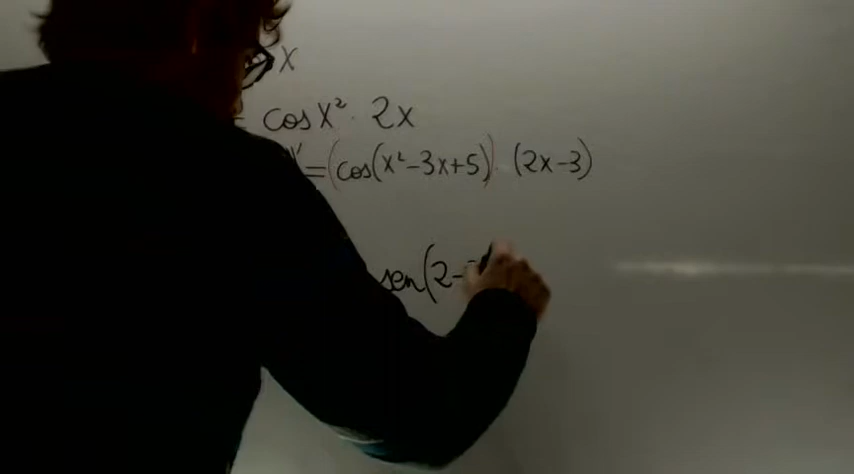 x
= cos x² · 2x
y' = (cos(x² - 3x + 5)) · (2x - 3)
sen(2 -